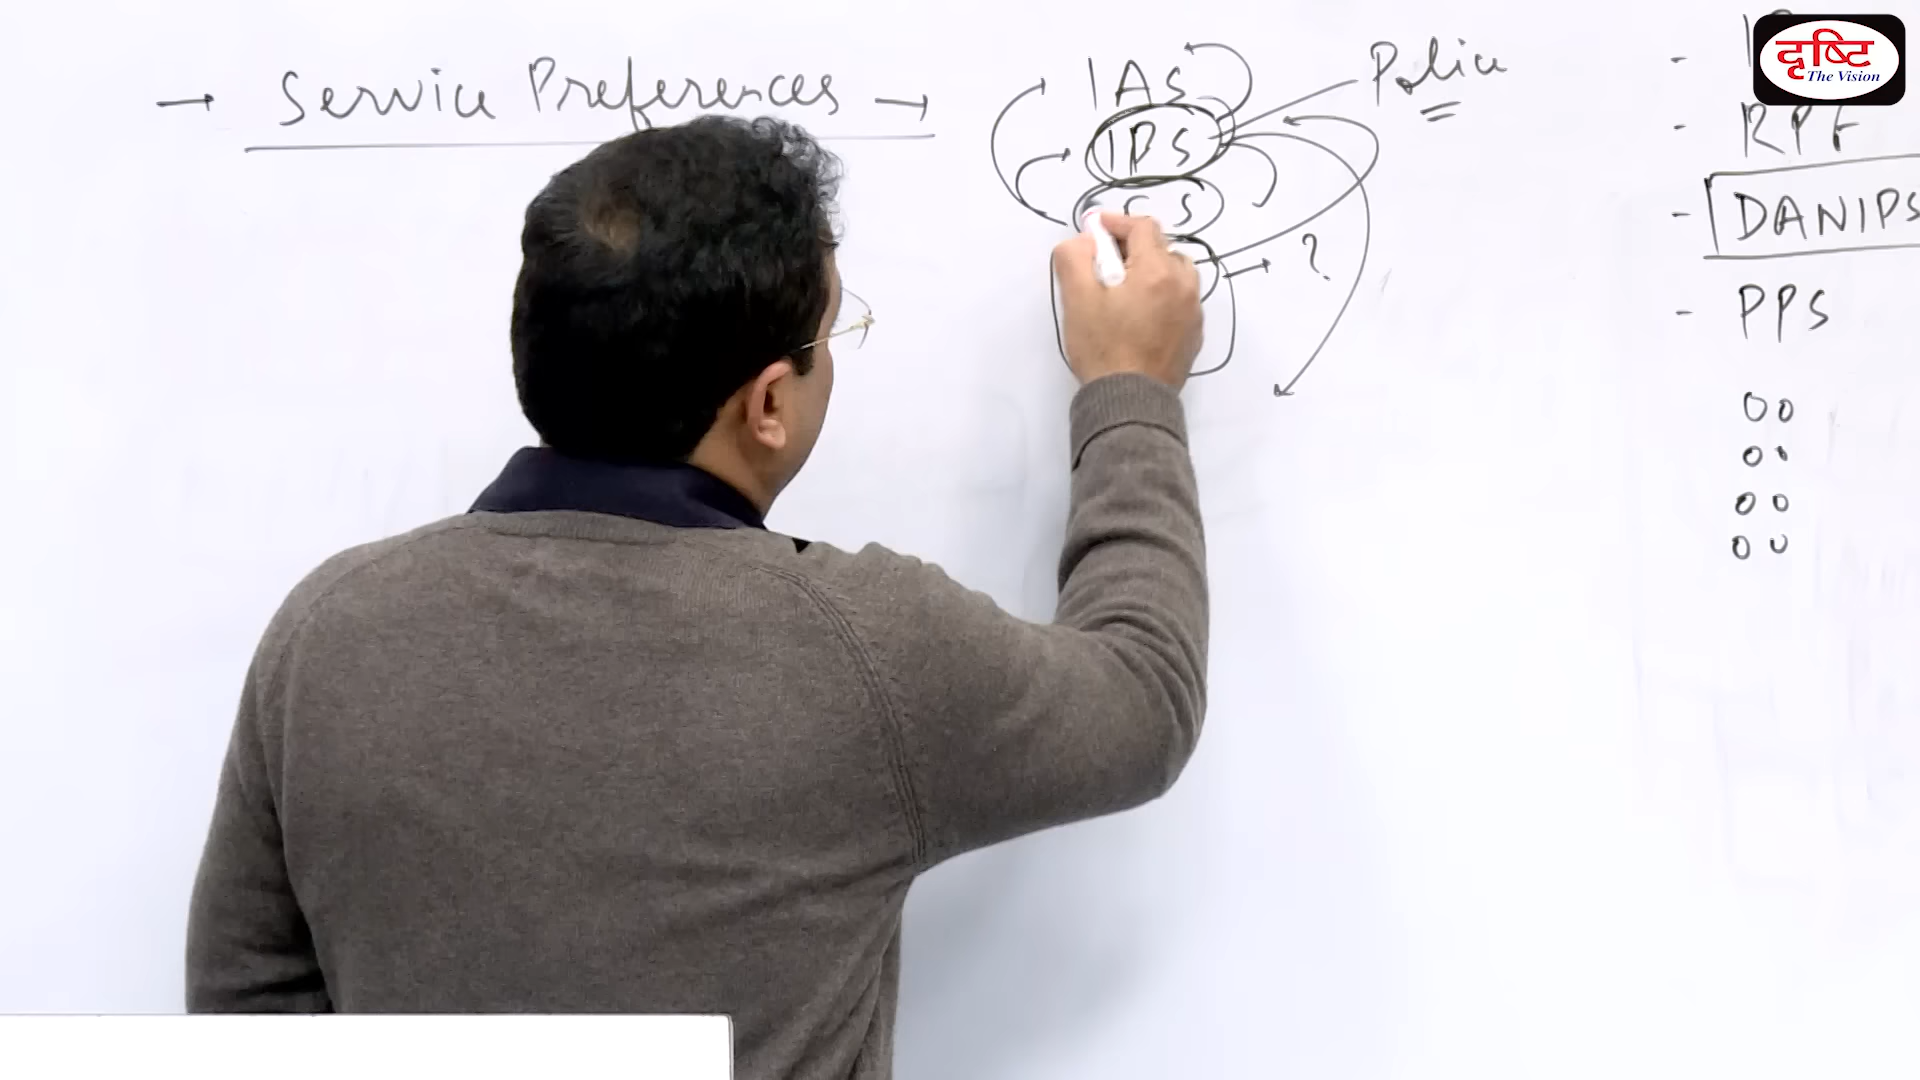 → Service Preferences →
IAS
Police
IPS
?
- RPF
- DANIPS
- PPS
दृष्टि
The Vision